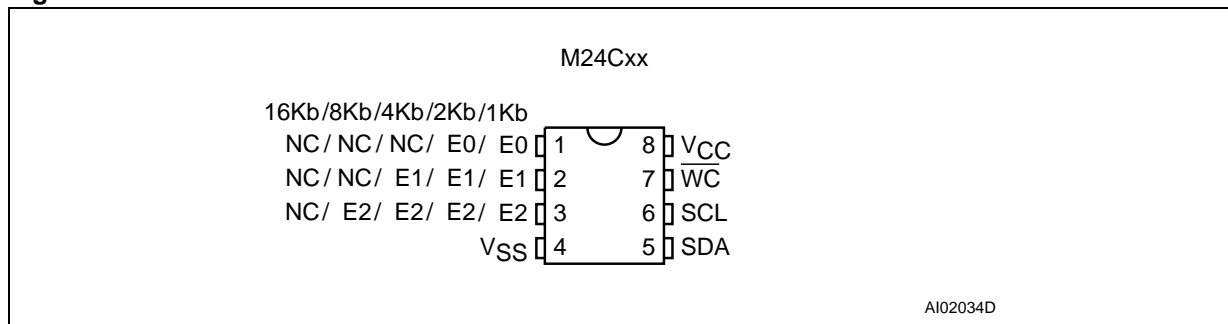 M24Cxx
16Kb/8Kb/4Kb/2Kb/1Kb
NC/ NC/ NC/ E0/ E0 1 8 VCC
NC/ NC/ E1/ E1/ E1 2 7 W̅C̅
NC/ E2/ E2/ E2/ E2 3 6 SCL
VSS 4 5 SDA
AI02034D